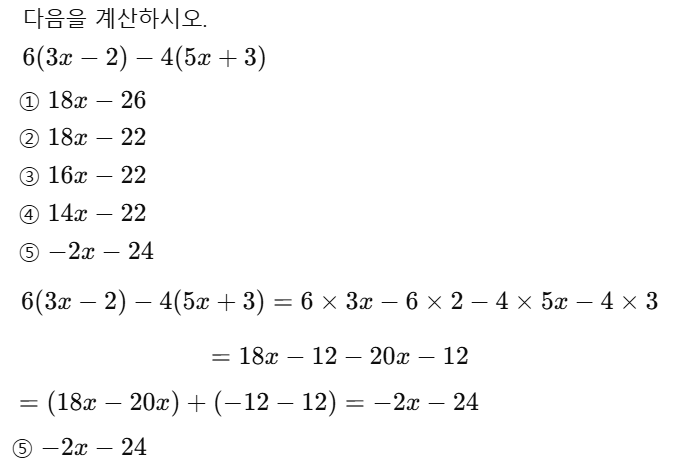 다음을 계산하시오.
6(3x − 2) − 4(5x + 3)
① 18x − 26
② 18x − 22
③ 16x − 22
④ 14x − 22
⑤ −2x − 24
6(3x − 2) − 4(5x + 3) = 6 × 3x − 6 × 2 − 4 × 5x − 4 × 3
= 18x − 12 − 20x − 12
= (18x − 20x) + (−12 − 12) = −2x − 24
⑤ −2x − 24